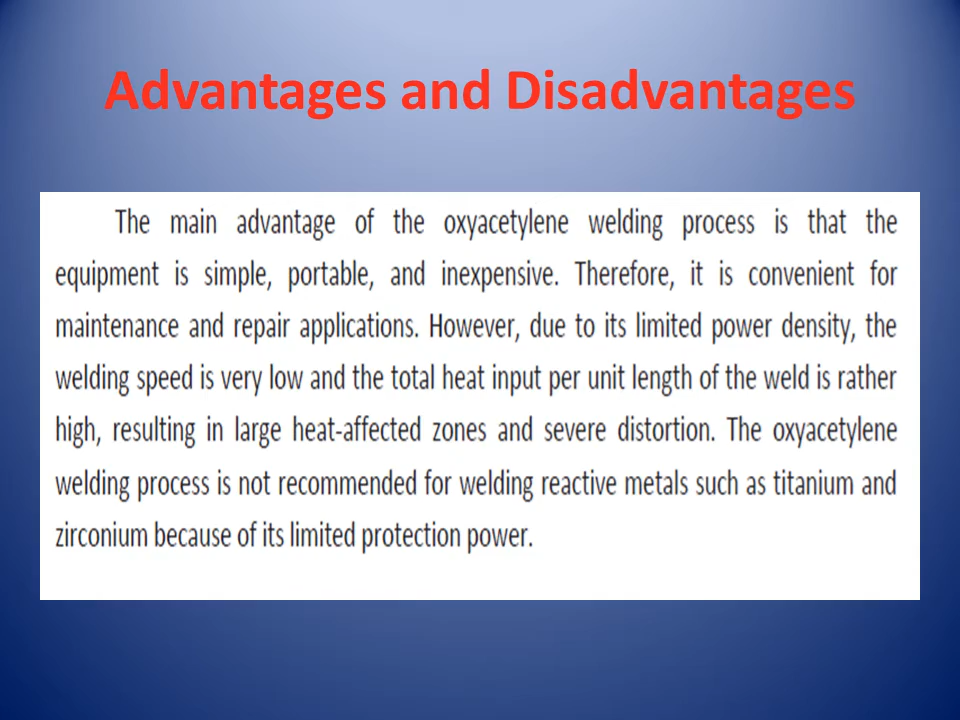 Advantages and Disadvantages
The main advantage of the oxyacetylene welding process is that the
equipment is simple, portable, and inexpensive. Therefore, it is convenient for
maintenance and repair applications. However, due to its limited power density, the
welding speed is very low and the total heat input per unit length of the weld is rather
high, resulting in large heat-affected zones and severe distortion. The oxyacetylene
welding process is not recommended for welding reactive metals such as titanium and
zirconium because of its limited protection power.